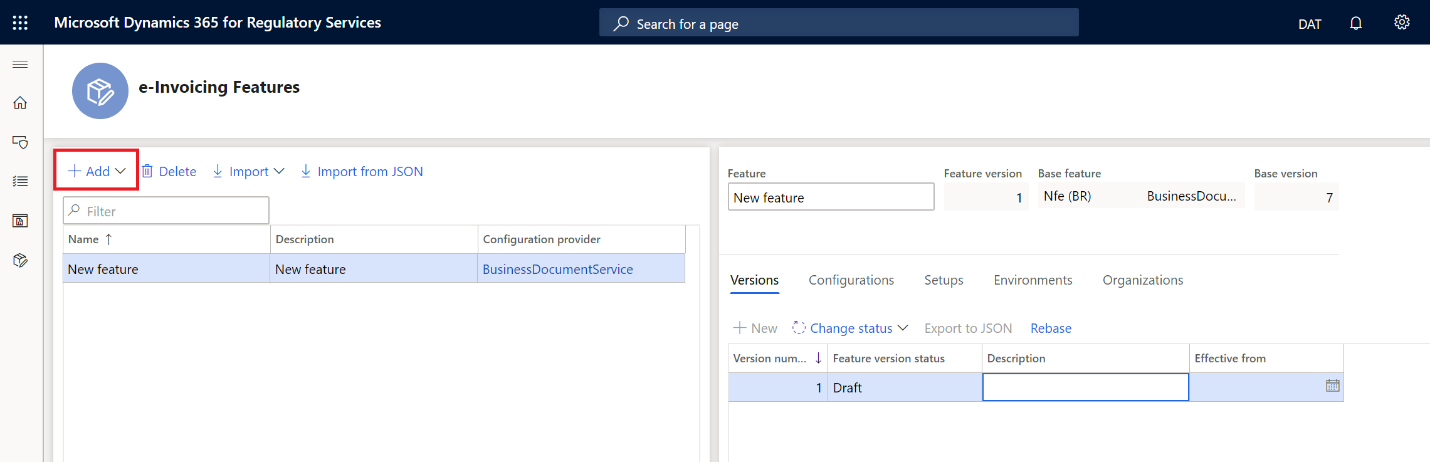 Microsoft Dynamics 365 for Regulatory Services
Search for a page
DAT
e-Invoicing Features
Add
Delete
Import
Import from JSON
Filter
Name Description Configuration provider
New feature New feature BusinessDocumentService
Feature Feature version Base feature Base version
New feature 1 Nfe (BR) BusinessDocu... 7
Versions Configurations Setups Environments Organizations
New Change status Export to JSON Rebase
Version num... Feature version status Description Effective from
1 Draft